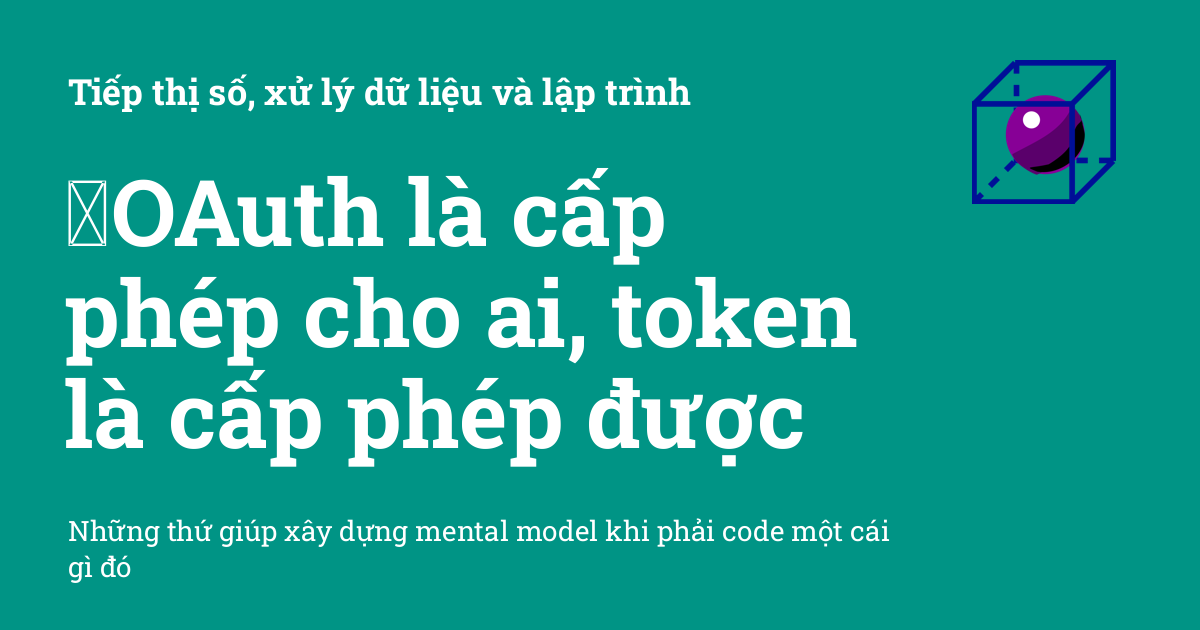 Tiếp thị số, xử lý dữ liệu và lập trình
OAuth là cấp
phép cho ai, token
là cấp phép được
Những thứ giúp xây dựng mental model khi phải code một cái
gì đó